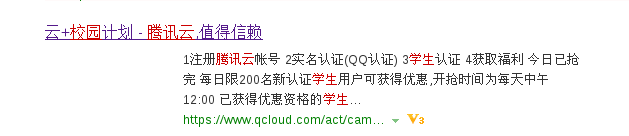 云+校园计划 - 腾讯云,值得信赖
1注册腾讯云帐号 2实名认证(QQ认证) 3学生认证 4获取福利 今日已抢
完 每日限200名新认证学生用户可获得优惠,开抢时间为每天中午
12:00 已获得优惠资格的学生...
https://www.qcloud.com/act/cam... V3